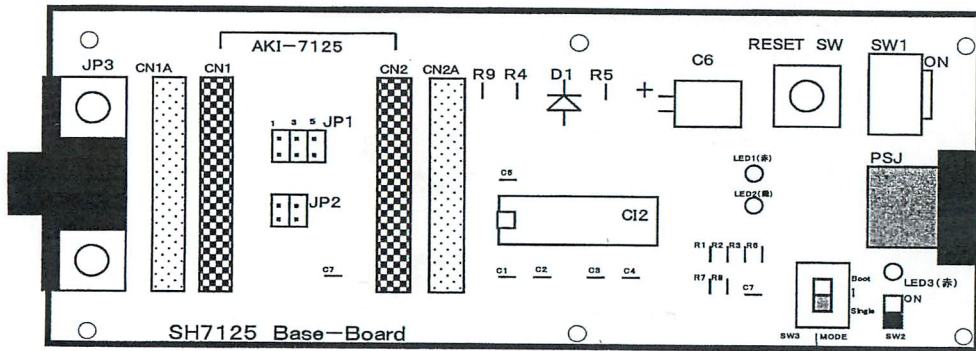 AKI-7125
RESET SW
SW1
ON
JP3
CN1A
CN1
CN2
CN2A
R9
R4
D1
R5
+
C6
1 3 5
JP1
JP2
C7
C6
CI2
LED1(赤)
LED2(緑)
PSJ
C1
C2
C3
C4
R1
R2
R3
R6
R7
R8
C7
Boot
Single
LED3(赤)
ON
SW3
MODE
SW2
SH7125 Base-Board